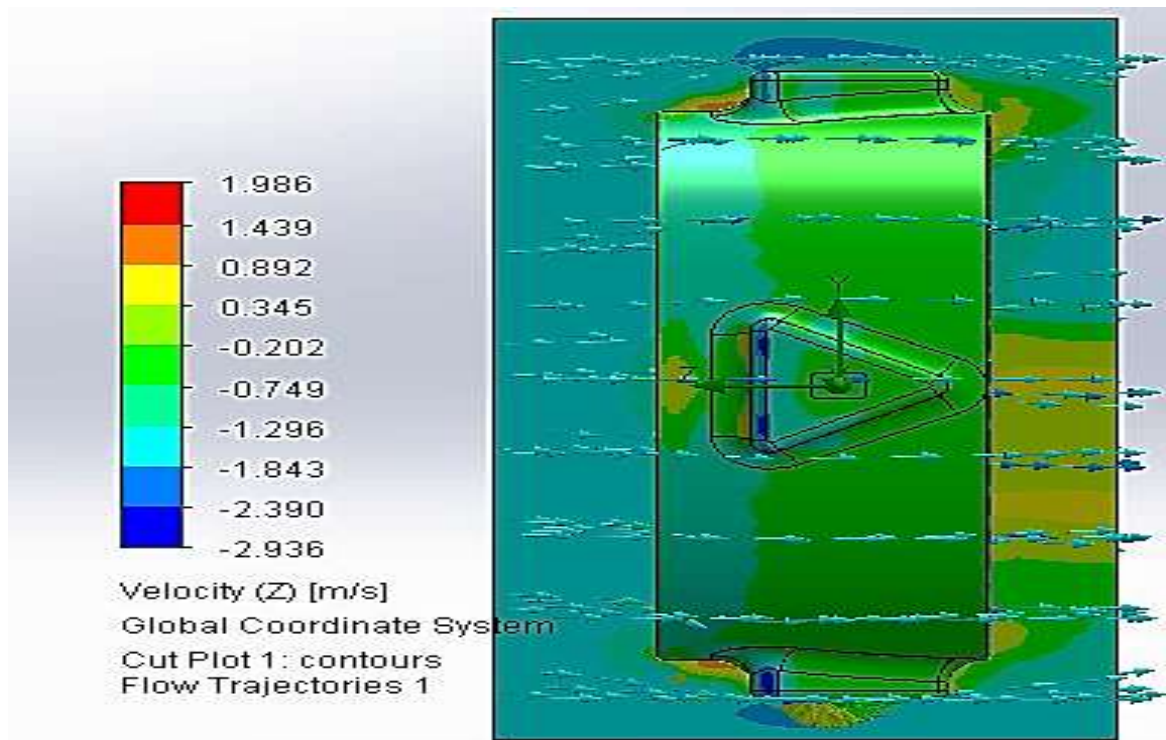 1.986
1.439
0.892
0.345
-0.202
-0.749
-1.296
-1.843
-2.390
-2.936
Velocity (Z) [m/s]
Global Coordinate System
Cut Plot 1: contours
Flow Trajectories 1
Y
Z